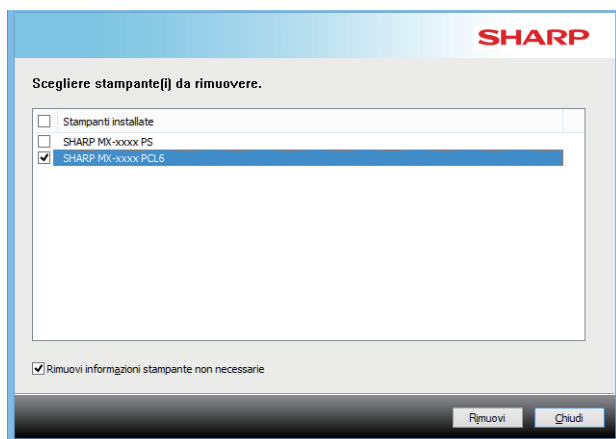 SHARP
Scegliere stampante(i) da rimuovere.
Stampanti installate
SHARP MX-xxxx PS
SHARP MX-xxxx PCL6
Rimuovi informazioni stampante non necessarie
Rimuovi Chiudi